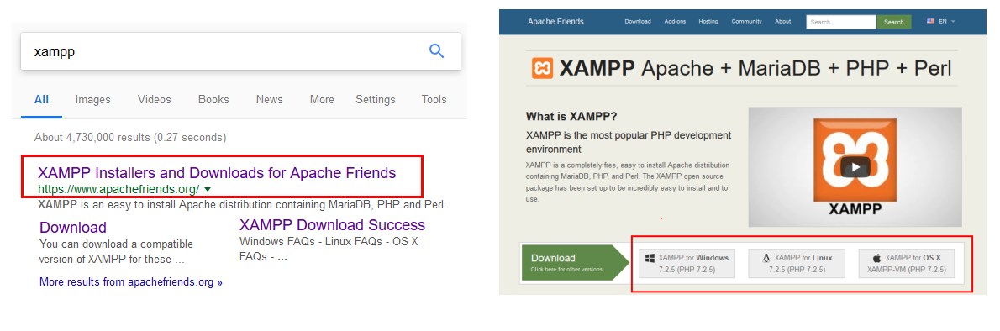 xampp
All Images Videos Books News More Settings Tools
About 4,730,000 results (0.27 seconds)
XAMPP Installers and Downloads for Apache Friends
https://www.apachefriends.org/
XAMPP is an easy to install Apache distribution containing MariaDB, PHP and Perl.
Download
You can download a compatible
version of XAMPP for these ...
XAMPP Download Success
Windows FAQs - Linux FAQs - OS X
FAQs - ...
More results from apachefriends.org »
Apache Friends Download Add-ons Hosting Community About Search... Search EN
XAMPP Apache + MariaDB + PHP + Perl
What is XAMPP?
XAMPP is the most popular PHP development
environment
XAMPP is a completely free, easy to install Apache distribution
containing MariaDB, PHP, and Perl. The XAMPP open source
package has been set up to be incredibly easy to install and to
use.
XAMPP
Download
Click here for other versions
XAMPP for Windows
7.2.5 (PHP 7.2.5)
XAMPP for Linux
7.2.5 (PHP 7.2.5)
XAMPP for OS X
XAMPP-VM (PHP 7.2.5)